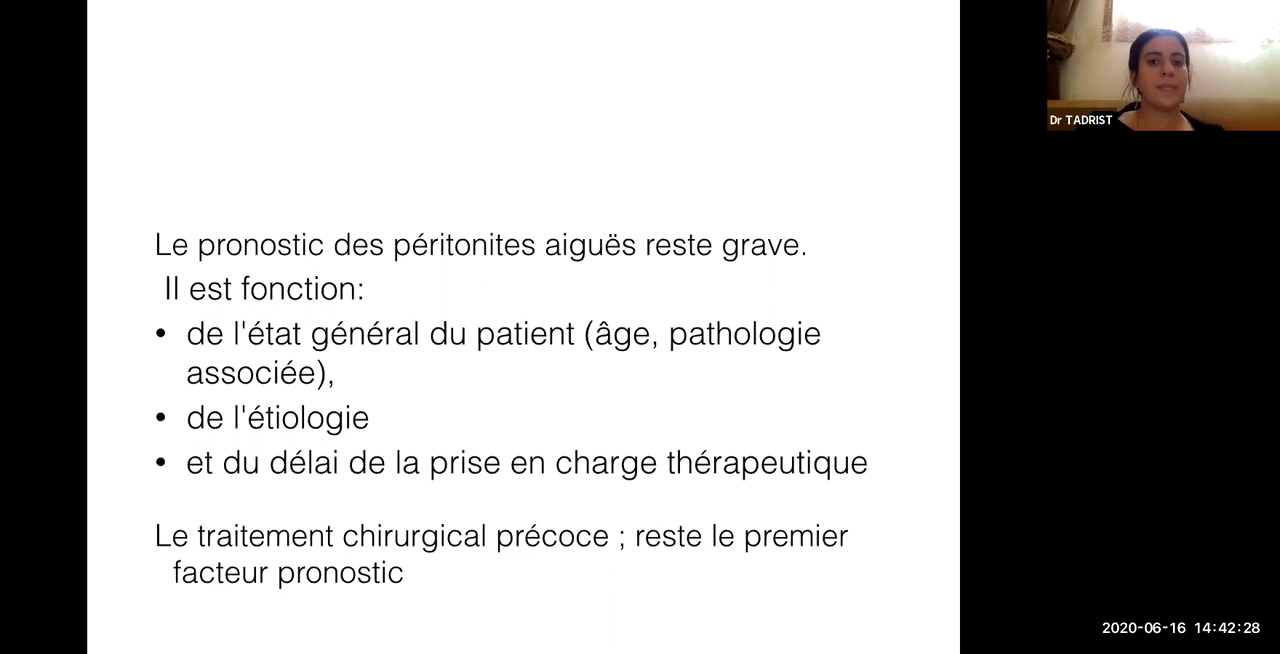 Le pronostic des péritonites aiguës reste grave.
Il est fonction:
• de l'état général du patient (âge, pathologie
associée),
• de l'étiologie
• et du délai de la prise en charge thérapeutique
Le traitement chirurgical précoce ; reste le premier
facteur pronostic
Dr TADRIST
2020-06-16 14:42:28